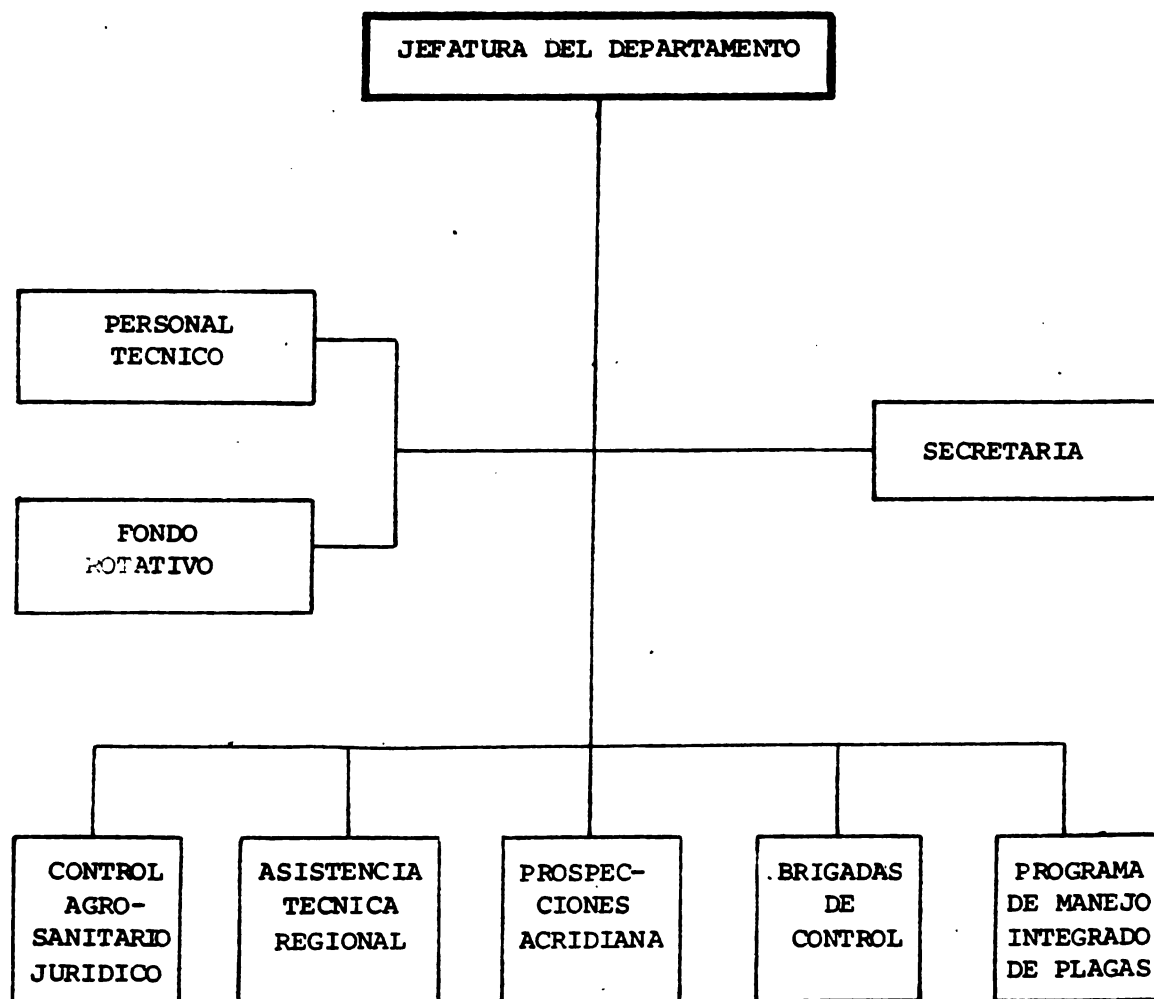 JEFATURA DEL DEPARTAMENTO
PERSONAL
TECNICO
SECRETARIA
FONDO
ROTATIVO
CONTROL
AGRO-
SANITARIO
JURIDICO
ASISTENCIA
TECNICA
REGIONAL
PROSPEC-
CIONES
ACRIDIANA
BRIGADAS
DE
CONTROL
PROGRAMA
DE MANEJO
INTEGRADO
DE PLAGAS